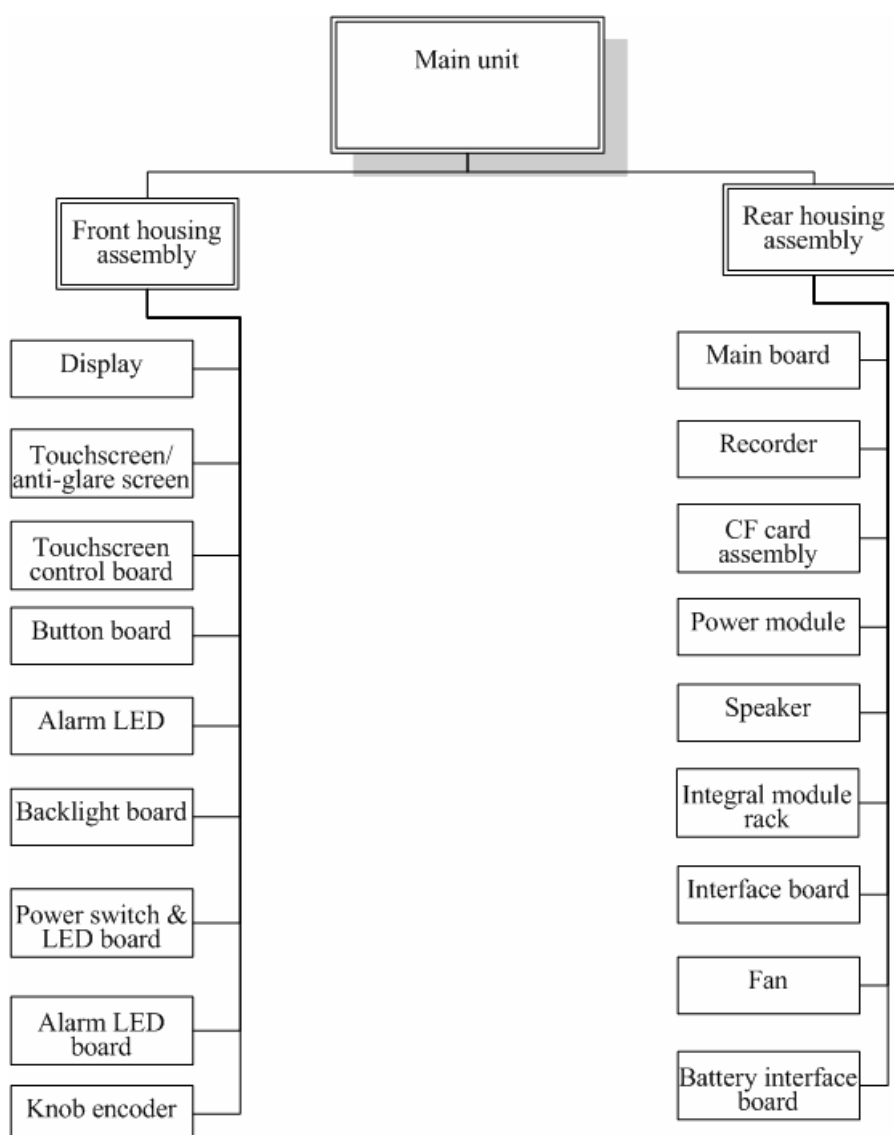 Main unit
Front housing
assembly
Display
Touchscreen/
anti-glare screen
Touchscreen
control board
Button board
Alarm LED
Backlight board
Power switch &
LED board
Alarm LED
board
Knob encoder
Rear housing
assembly
Main board
Recorder
CF card
assembly
Power module
Speaker
Integral module
rack
Interface board
Fan
Battery interface
board